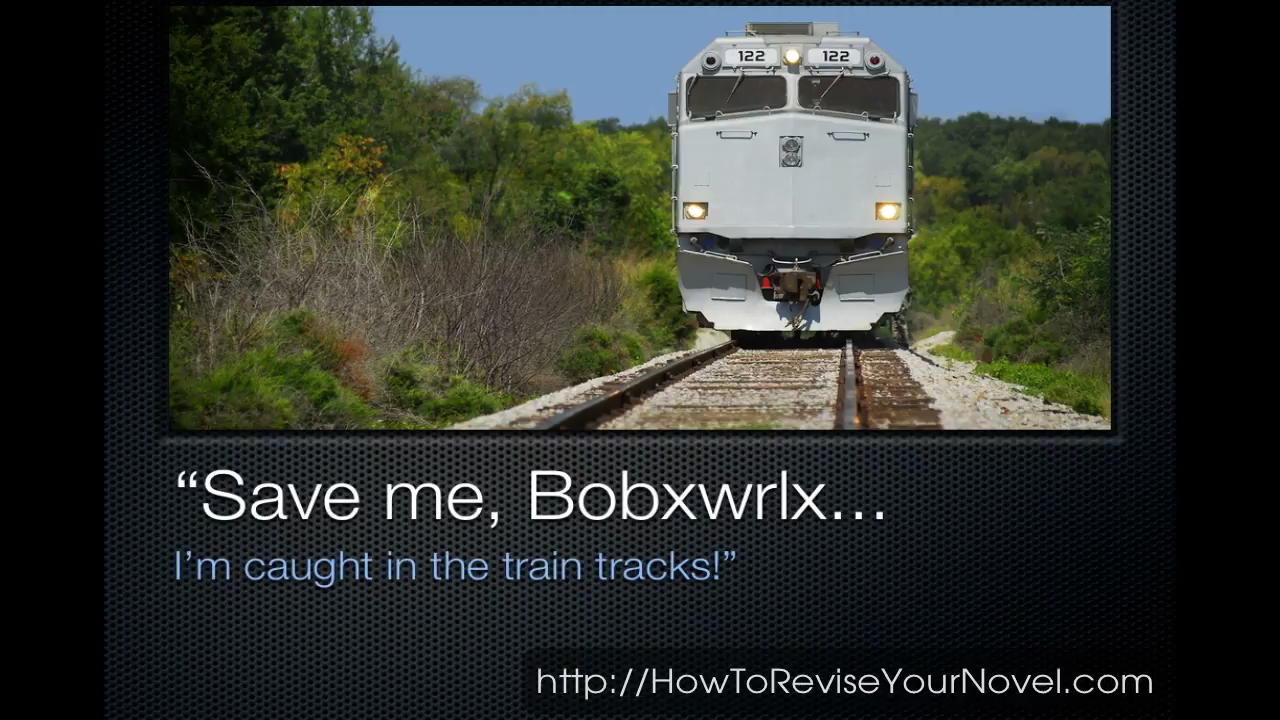 122 122
“Save me, Bobxwrlx...
I’m caught in the train tracks!”
http://HowToReviseYourNovel.com